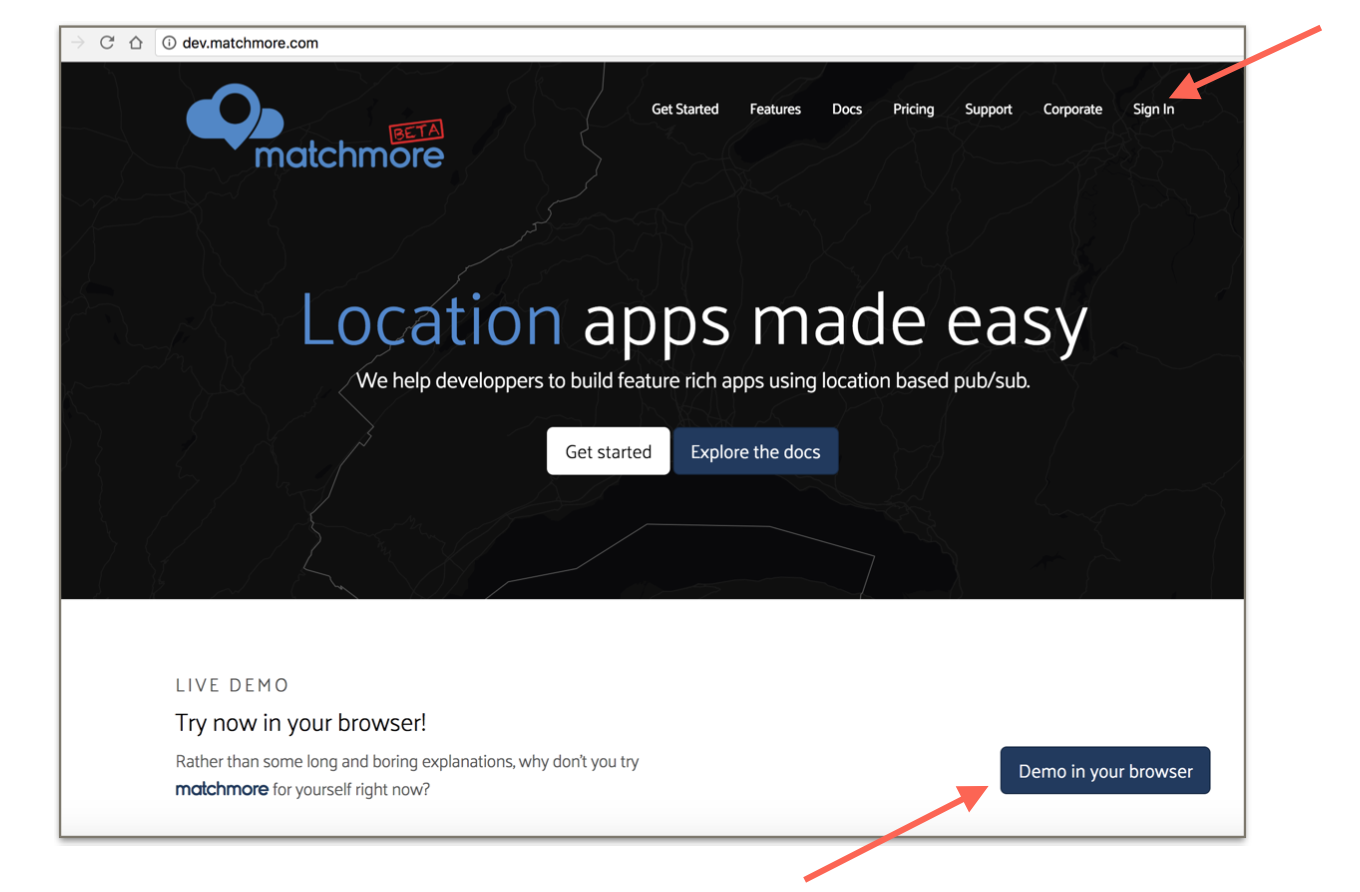 dev.matchmore.com
Get Started Features Docs Pricing Support Corporate Sign In
BETA
matchmore
Location apps made easy
We help developpers to build feature rich apps using location based pub/sub.
Get started Explore the docs
LIVE DEMO
Try now in your browser!
Rather than some long and boring explanations, why don't you try
matchmore for yourself right now?
Demo in your browser